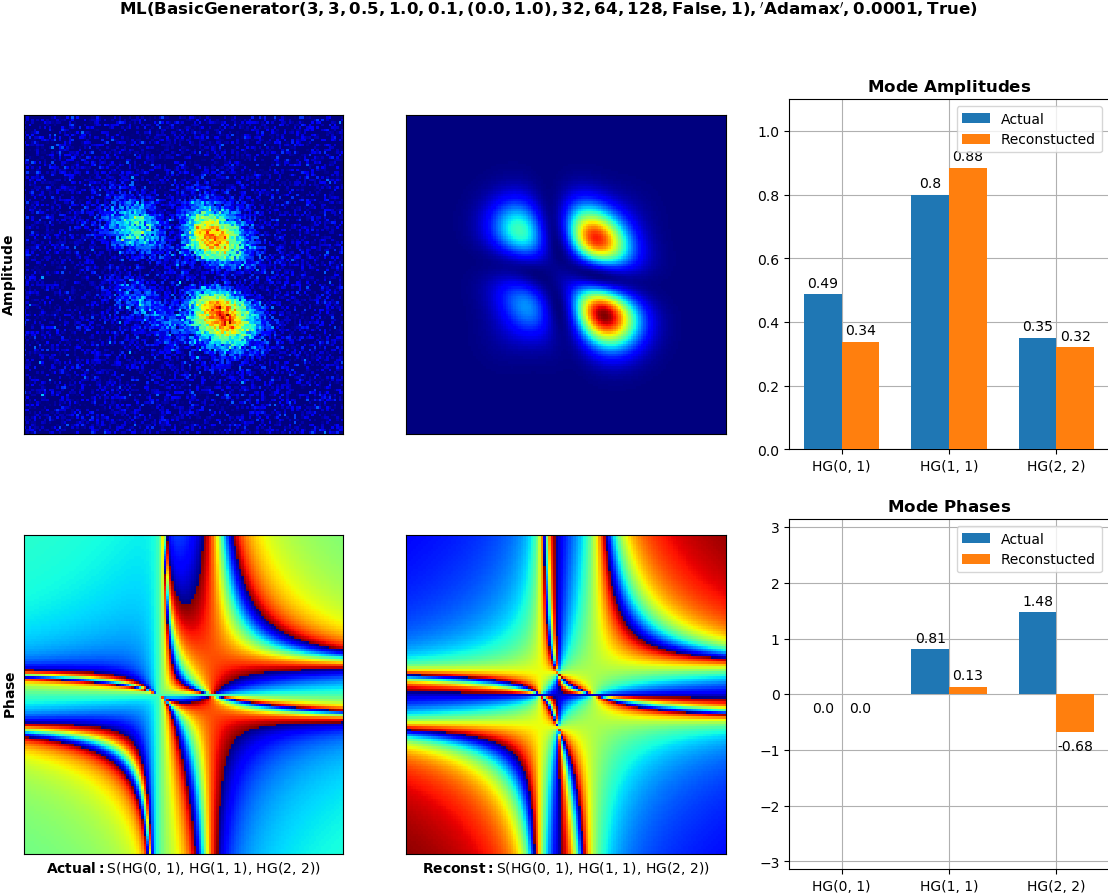 ML(BasicGenerator(3, 3, 0.5, 1.0, 0.1, (0.0, 1.0), 32, 64, 128, False, 1), ′Adamax′, 0.0001, True)
Amplitude
Mode Amplitudes
Actual
Reconstucted
1.0
0.8
0.6
0.4
0.2
0.0
0.49
0.34
0.8
0.88
0.35
0.32
HG(0, 1)
HG(1, 1)
HG(2, 2)
Phase
Actual: S(HG(0, 1), HG(1, 1), HG(2, 2))
Reconst: S(HG(0, 1), HG(1, 1), HG(2, 2))
Mode Phases
Actual
Reconstucted
3
2
1
0
−1
−2
−3
0.0
0.0
0.81
0.13
1.48
-0.68
HG(0, 1)
HG(1, 1)
HG(2, 2)